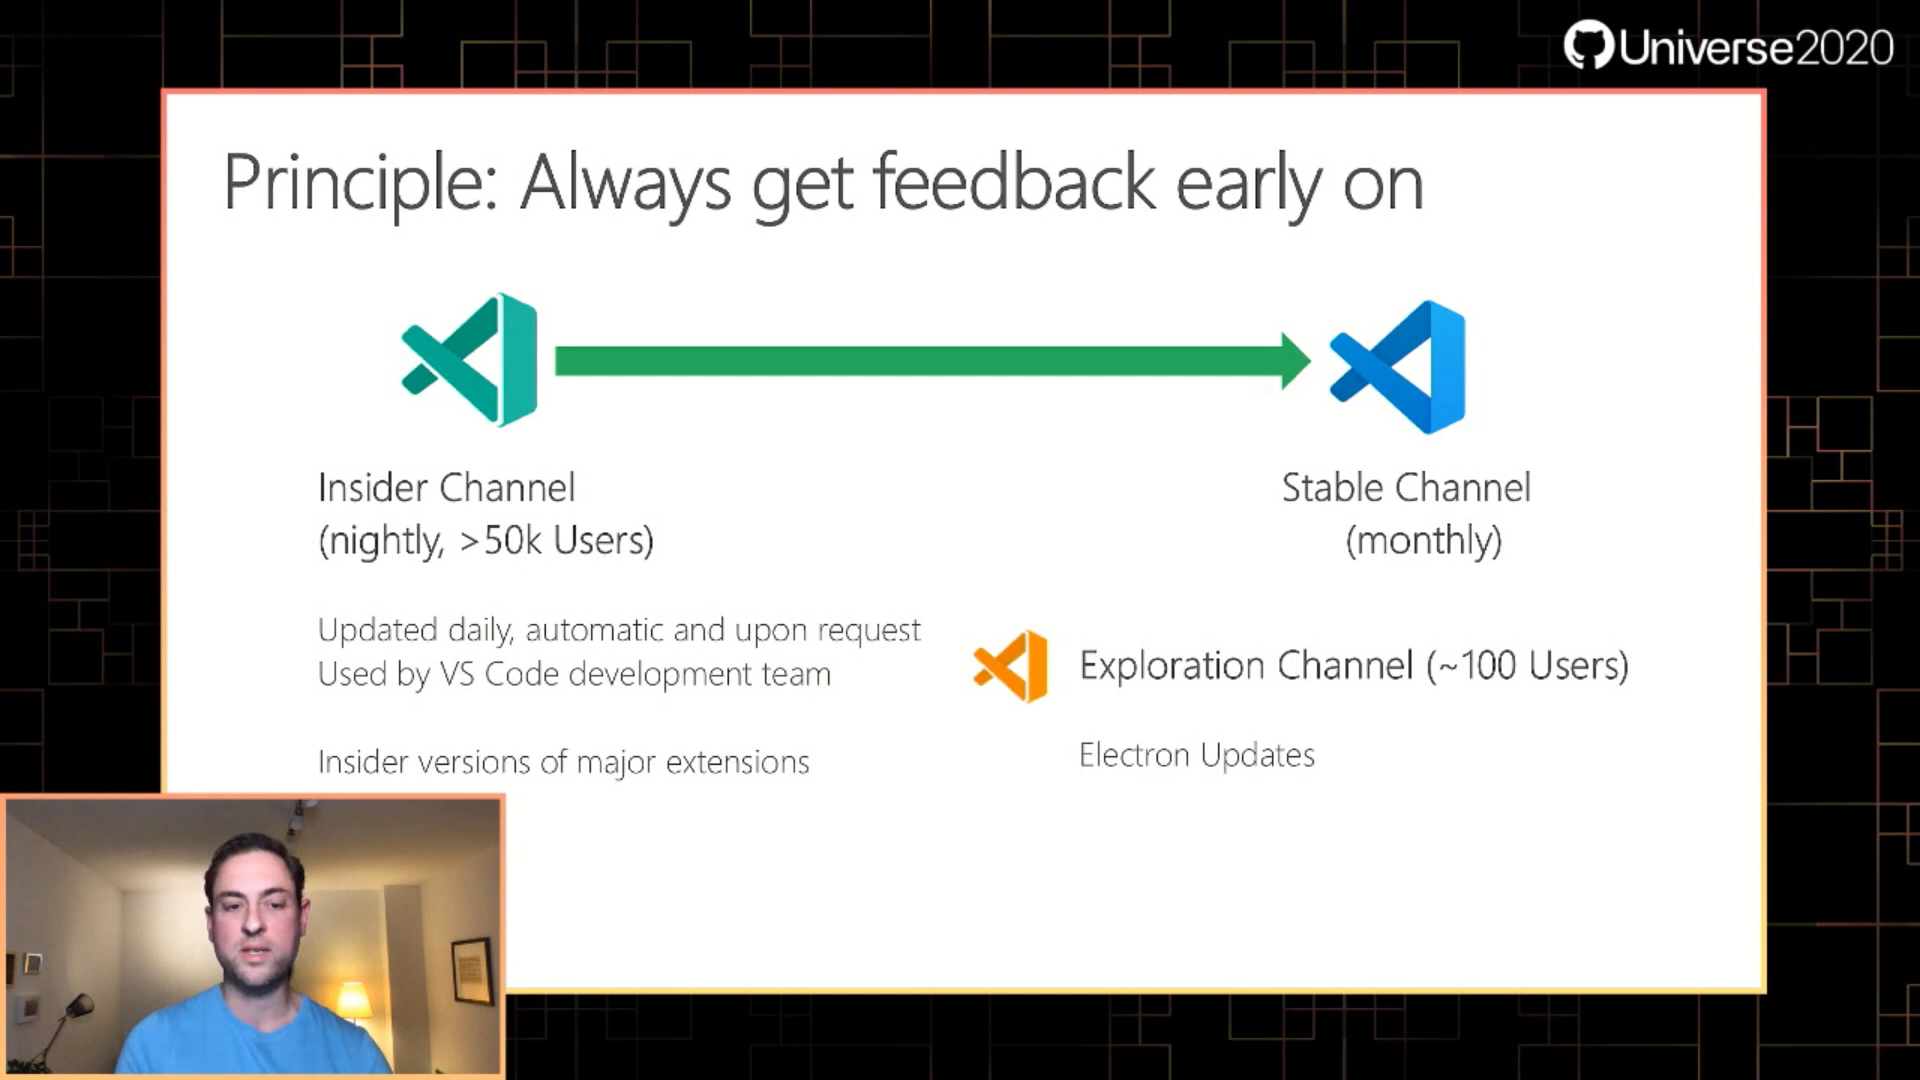 Universe2020
Principle: Always get feedback early on
Insider Channel
(nightly, >50k Users)
Stable Channel
(monthly)
Updated daily, automatic and upon request
Used by VS Code development team
Insider versions of major extensions
Exploration Channel (~100 Users)
Electron Updates